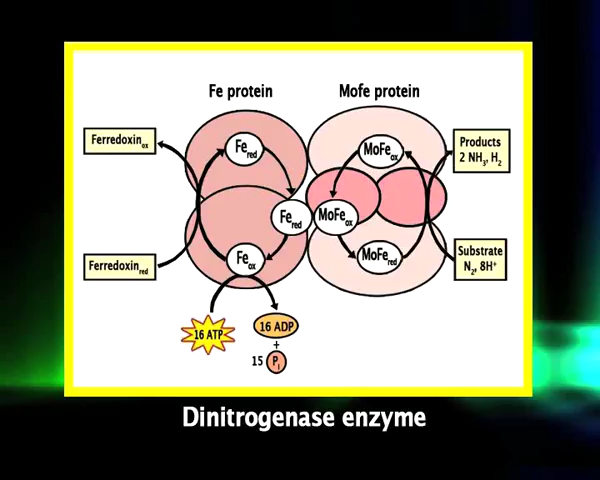 Fe protein
Mofe protein
Ferredoxinox
Fered
MoFeox
Products
2 NH3, H2
Fered
MoFeox
Ferredoxinred
Feox
MoFered
Substrate
N2, 8H+
16 ATP
16 ADP
+
15 Pi
Dinitrogenase enzyme